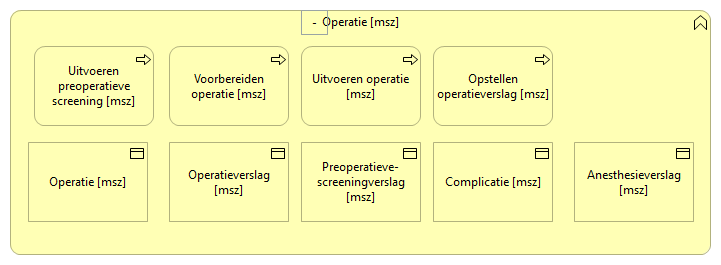 - Operatie [msz]
Uitvoeren
preoperatieve
screening [msz]
Voorbereiden
operatie [msz]
Uitvoeren operatie
[msz]
Opstellen
operatieverslag [msz]
Operatie [msz]
Operatieverslag
[msz]
Preoperatieve-
screeningverslag
[msz]
Complicatie [msz]
Anesthesieverslag
[msz]